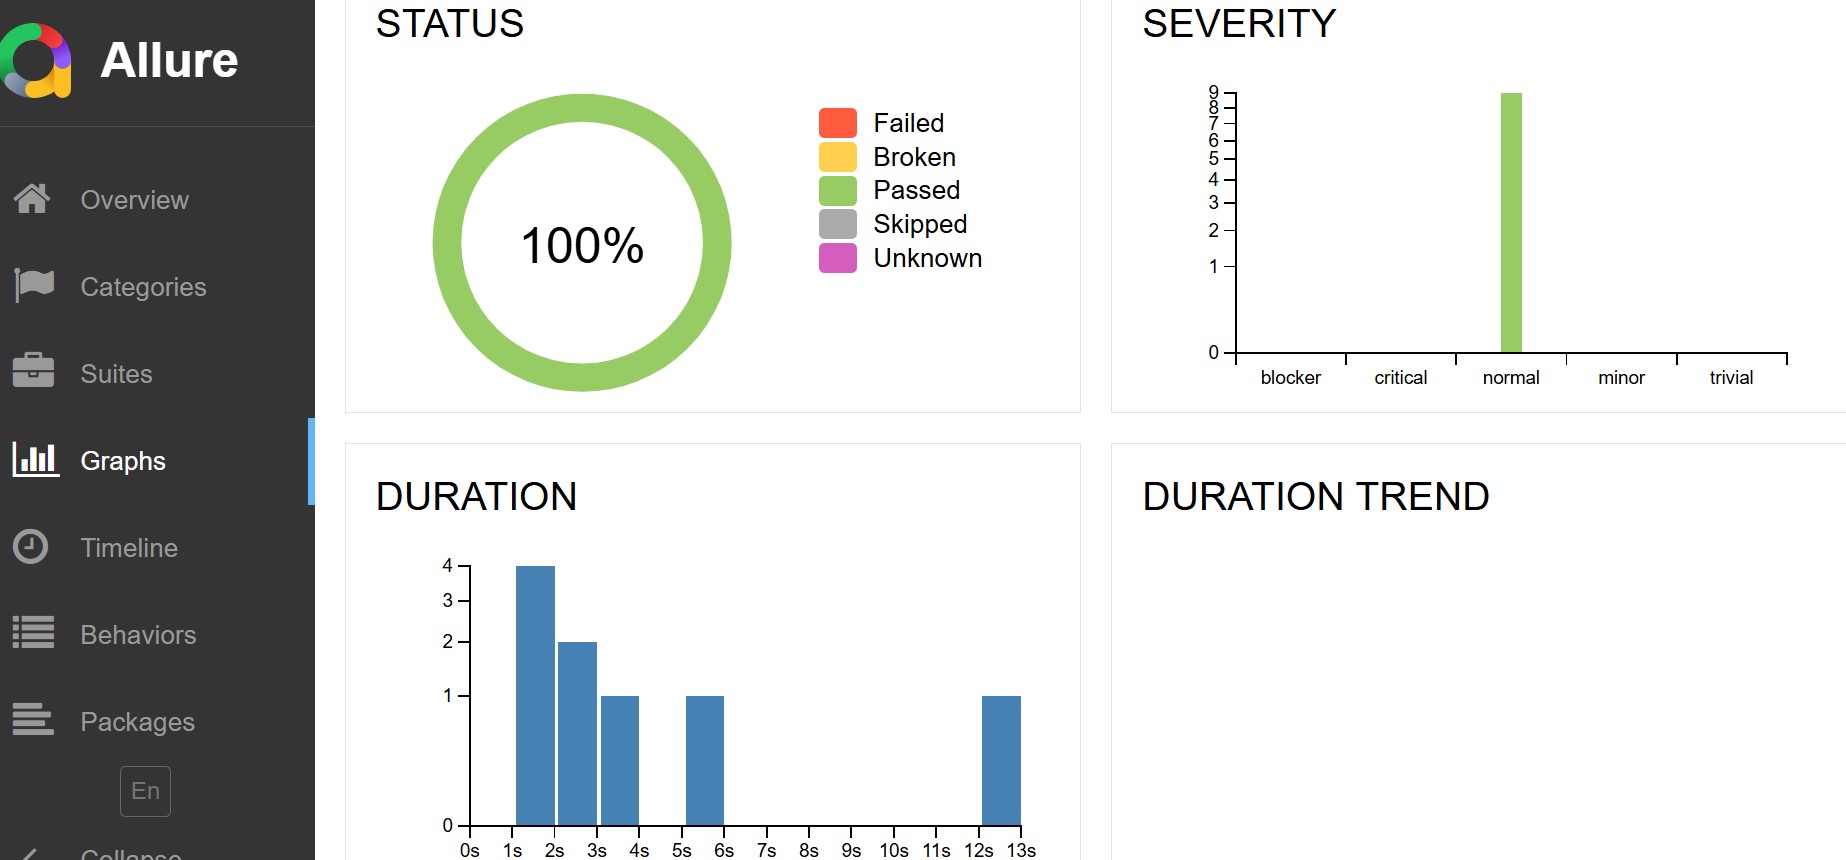 Allure
Overview
Categories
Suites
Graphs
Timeline
Behaviors
Packages
En
Collapse
STATUS
100%
Failed
Broken
Passed
Skipped
Unknown
SEVERITY
9
8
7
6
5
4
3
2
1
0
blocker critical normal minor trivial
DURATION
4
3
2
1
0
0s 1s 2s 3s 4s 5s 6s 7s 8s 9s 10s 11s 12s 13s
DURATION TREND